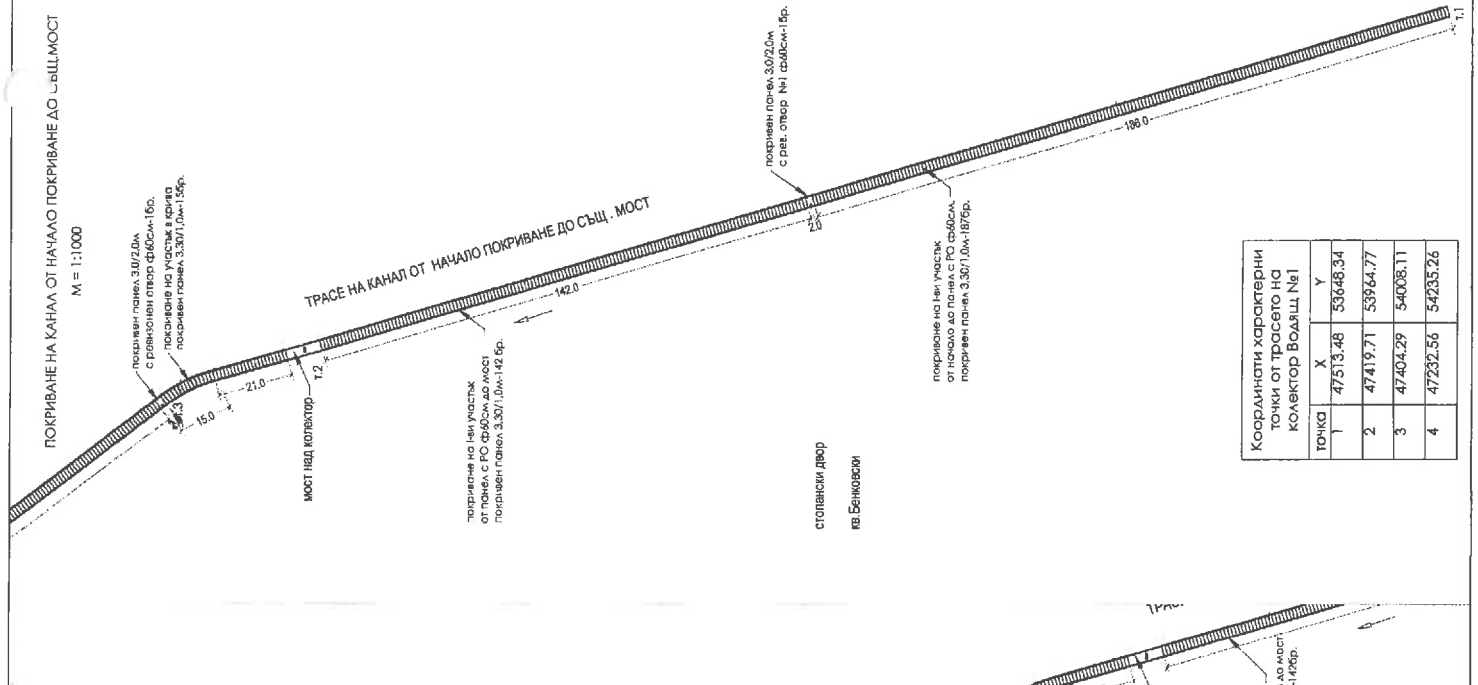 ПОКРИВАНЕ НА КАНАЛ ОТ НАЧАЛО ПОКРИВАНЕ ДО СЪЩ.МОСТ
М = 1:1000
покривен панел 3,0/2,0м
с ревизионен отвор ф60см-1бр.
покриване на участък в крива
покривен панел 3,30/1,0м-15бр.
т.3
15.0
21.0
мост над колектор
т.2
ТРАСЕ НА КАНАЛ ОТ НАЧАЛО ПОКРИВАНЕ ДО СЪЩ . МОСТ
142.0
покриване на I-ви участък
от панел с РО ф60см до мост
покривен панел 3,30/1,0м-142 бр.
покривен панел 3,0/2,0м
с рев. отвор №1 ф60см-1бр.
2.0
покриване на I-ви участък
от начало до панел с РО ф60см.
покривен панел 3,30/1,0м-187бр.
186.0
т.1
стопански двор
кв.Бенковски
Координати характерни
точки от трасето на
колектор Водящ №1
точка X Y
1 47513.48 53648.34
2 47419.71 53964.77
3 47404.29 54008.11
4 47232.56 54235.26
до мост
-142бр.